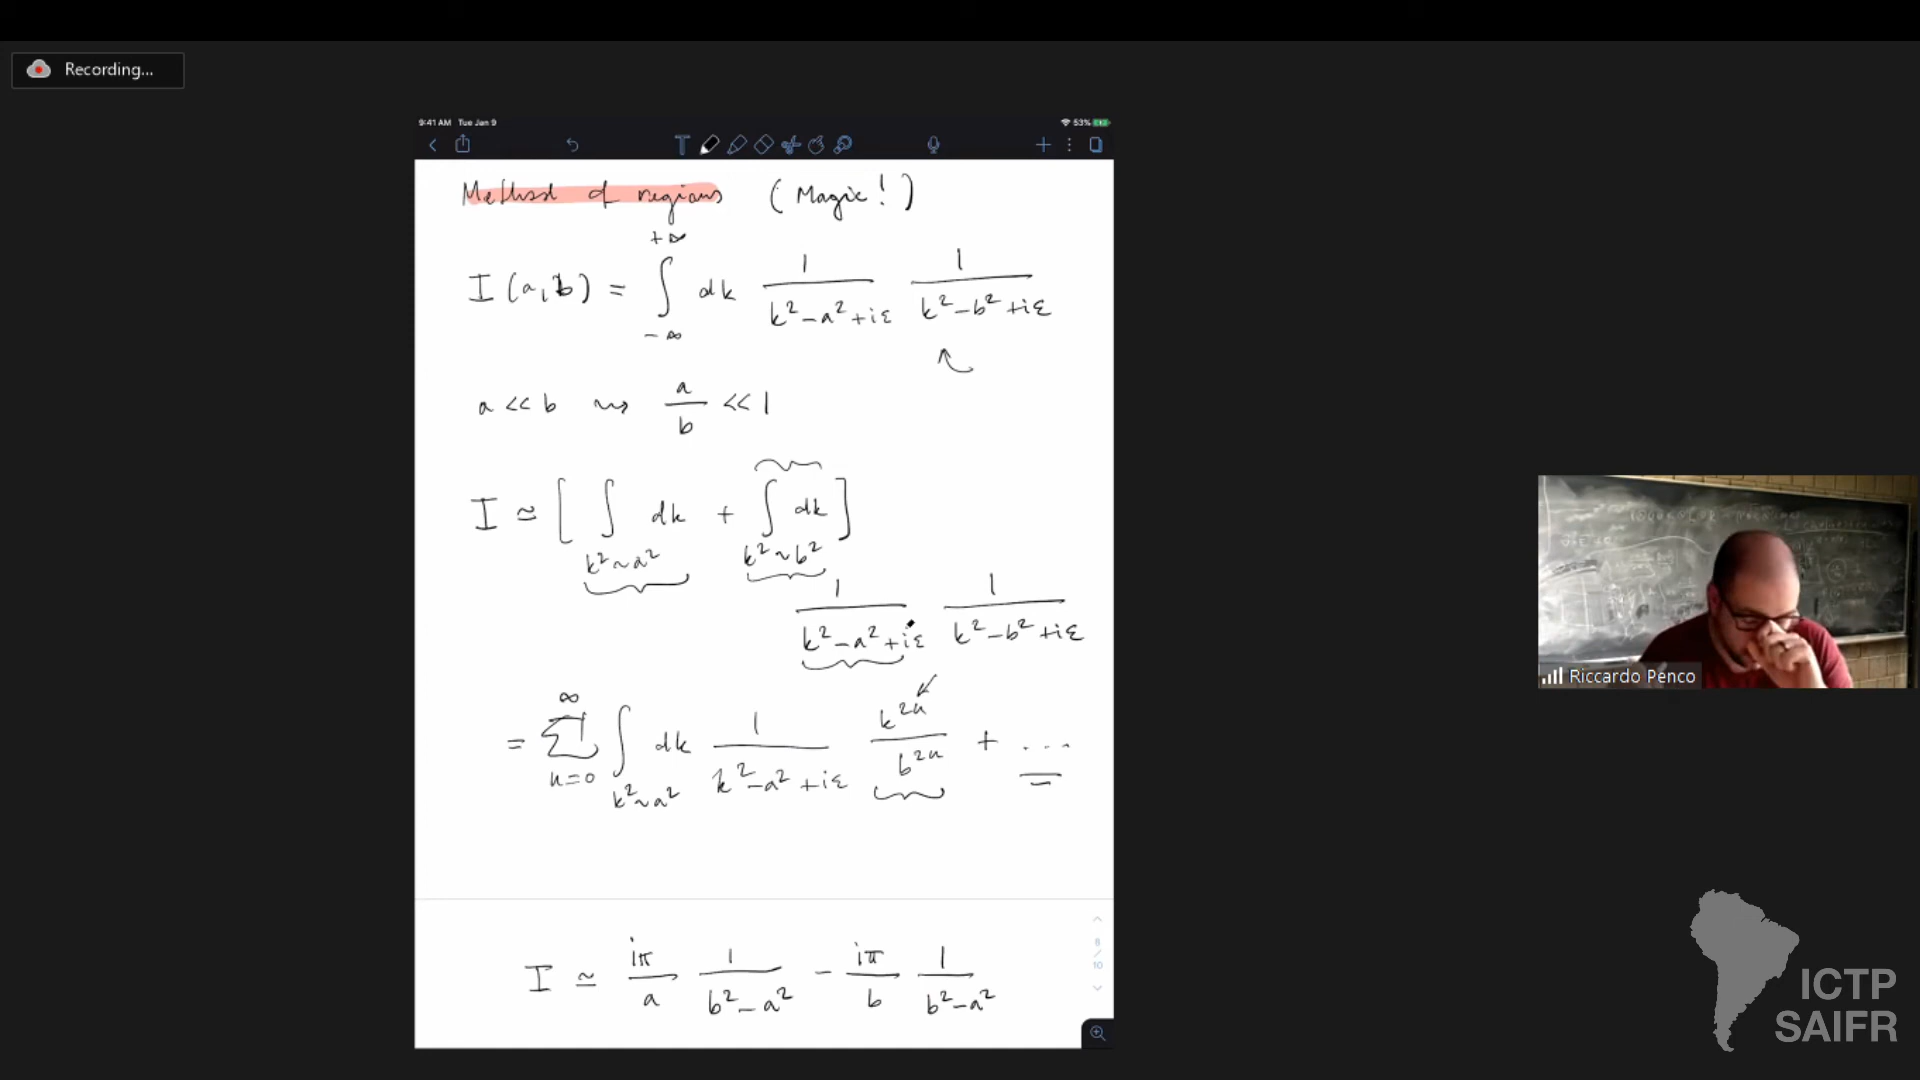 Recording...
9:41 AM Tue Jan 9
53%
Method of regions (Magic!)
I(a,b) = ∫_{-∞}^{+∞} dk 1/(k²-a²+iε) 1/(k²-b²+iε)
a << b ⇝ a/b << 1
I ≃ [ ∫_{k²~a²} dk + ∫_{k²~b²} dk ]
1/(k²-a²+iε) 1/(k²-b²+iε)
= ∑_{n=0}^{∞} ∫_{k²~a²} dk 1/(k²-a²+iε) k^{2n}/b^{2n} + ....
I ≃ iπ/a 1/(b²-a²) - iπ/b 1/(b²-a²)
8
/
10
Riccardo Penco
ICTP
SAIFR